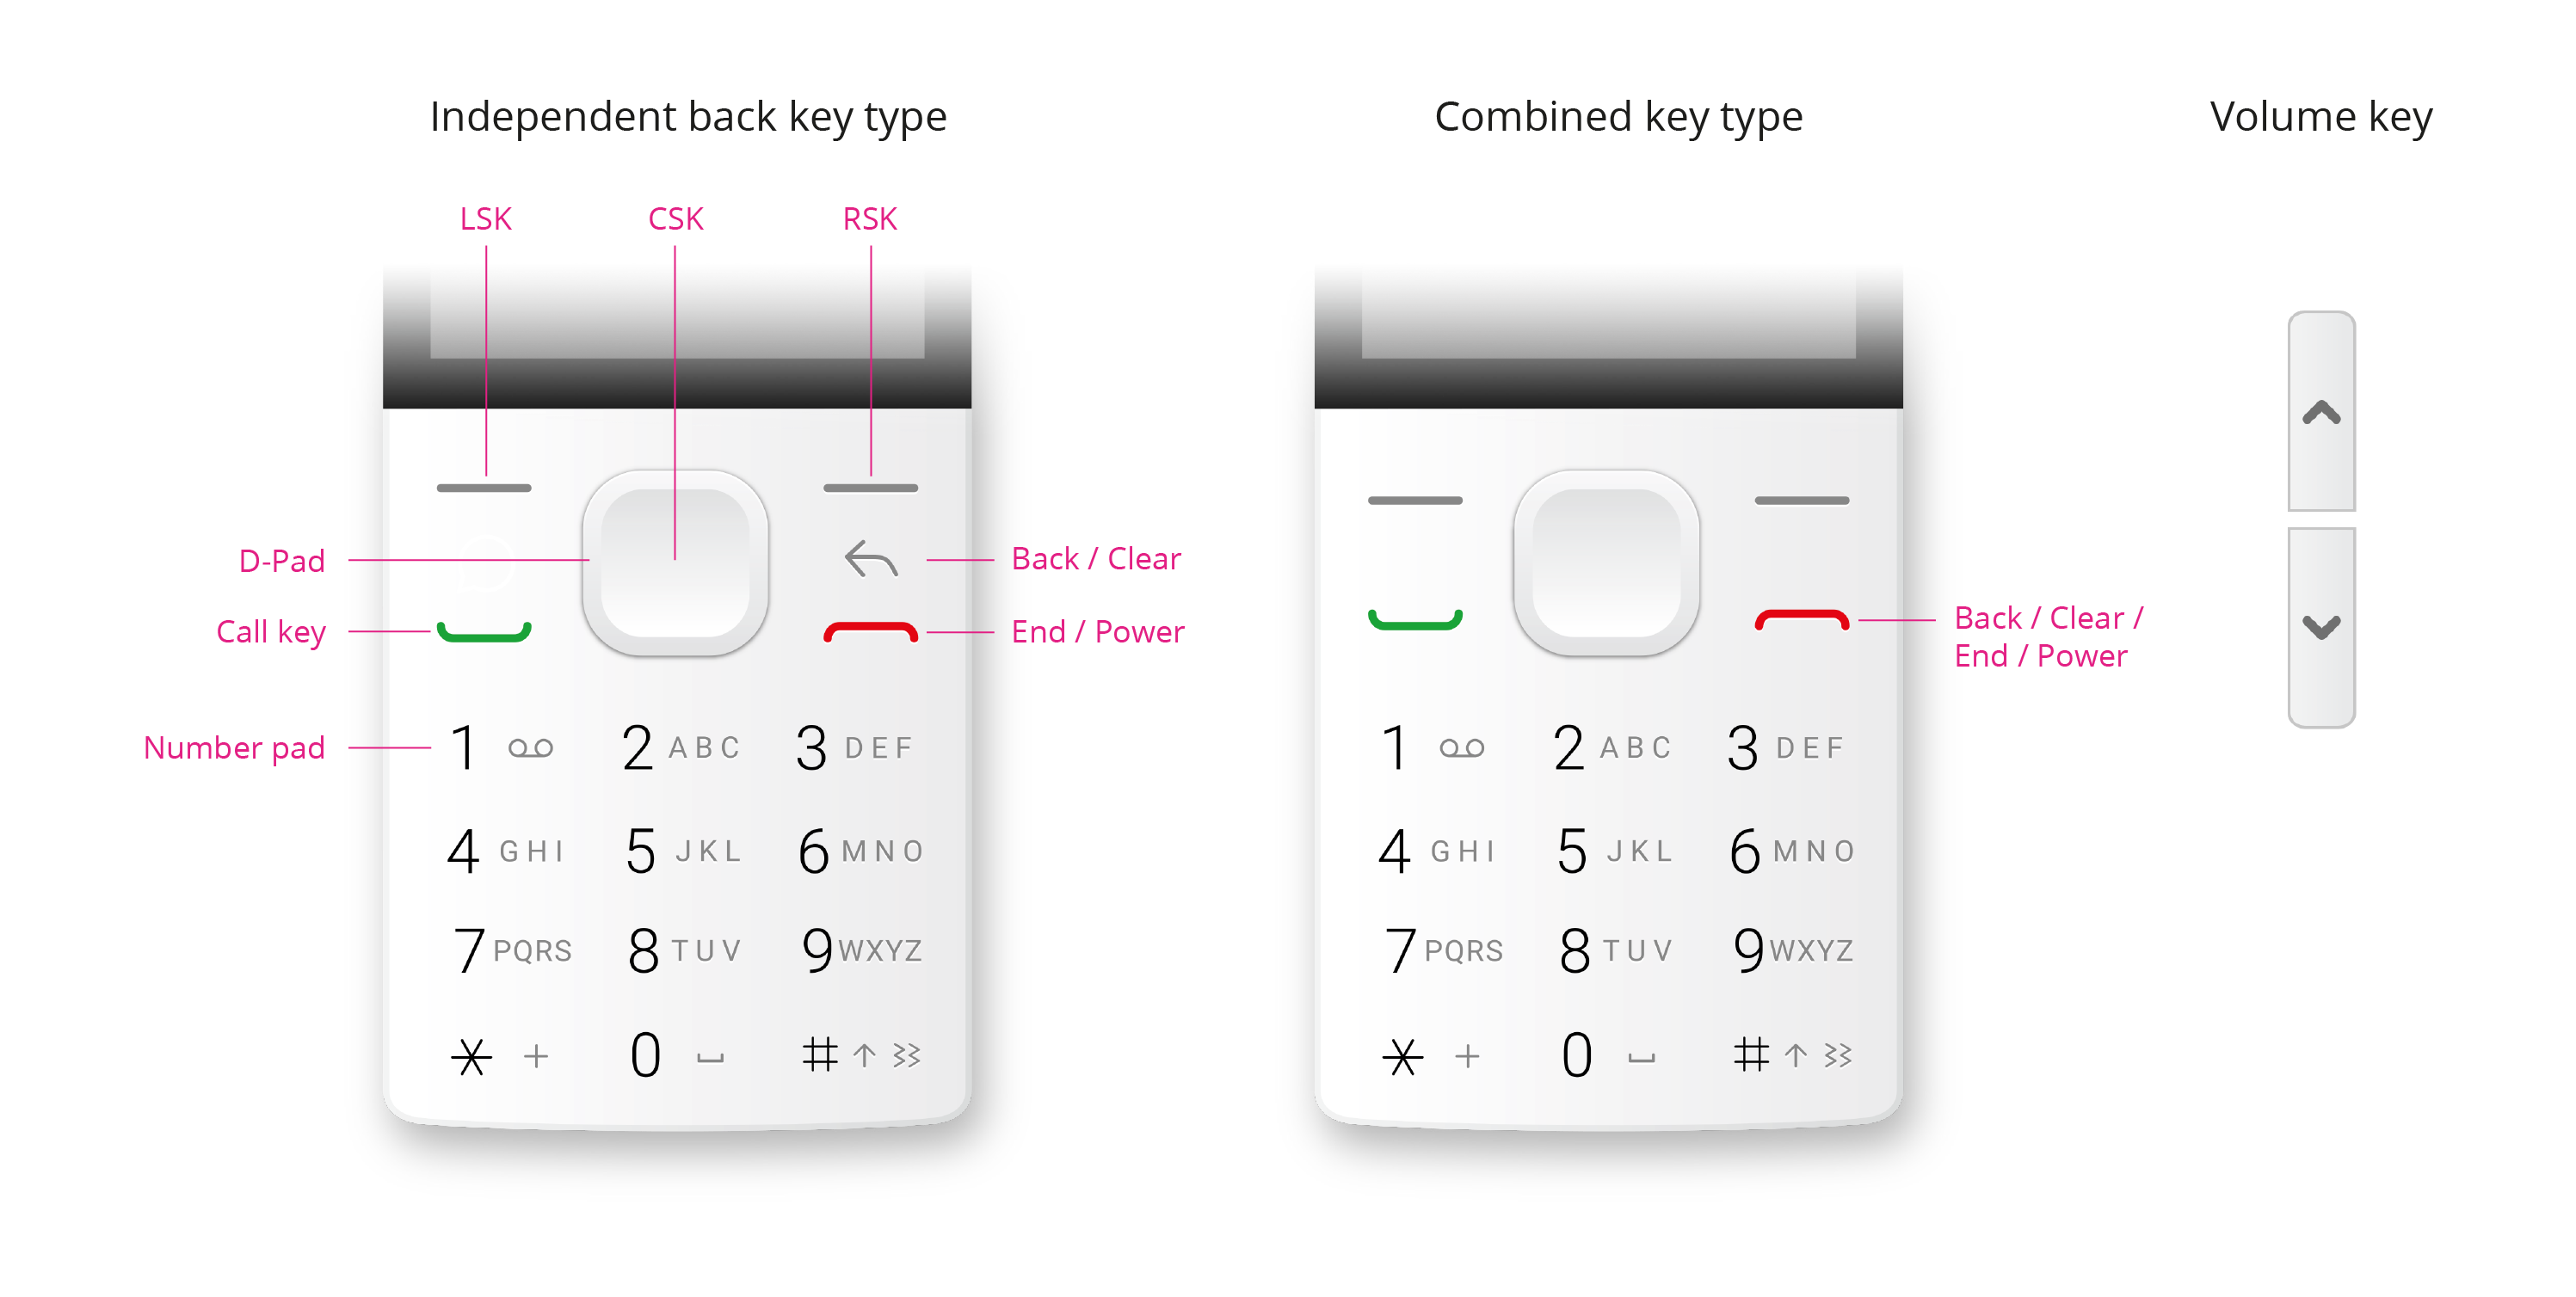 Independent back key type
Combined key type
Volume key
LSK
CSK
RSK
D-Pad
Back / Clear
Call key
End / Power
Back / Clear /
End / Power
Number pad
1
2 ABC
3 DEF
4 GHI
5 JKL
6 MNO
7 PQRS
8 TUV
9 WXYZ
* +
0
#
1
2 ABC
3 DEF
4 GHI
5 JKL
6 MNO
7 PQRS
8 TUV
9 WXYZ
* +
0
#